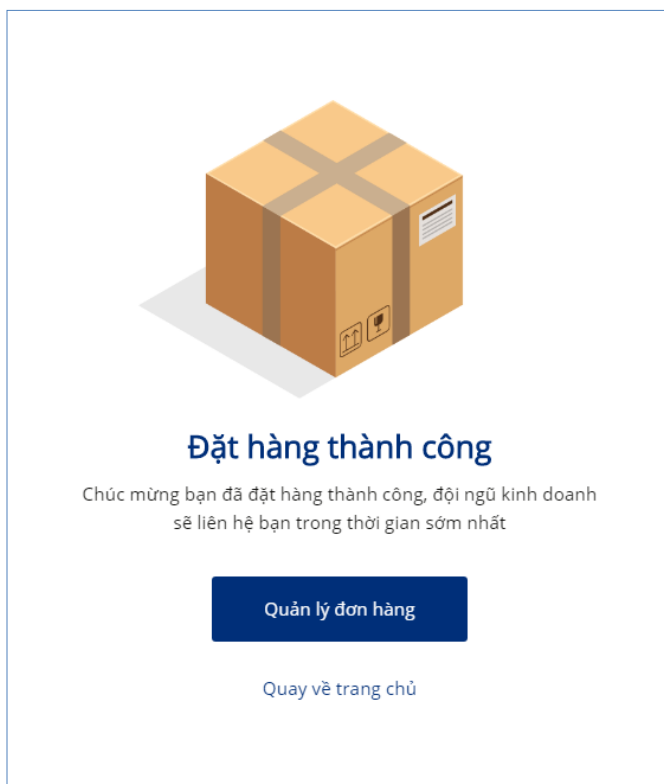 Đặt hàng thành công
Chúc mừng bạn đã đặt hàng thành công, đội ngũ kinh doanh
sẽ liên hệ bạn trong thời gian sớm nhất
Quản lý đơn hàng
Quay về trang chủ